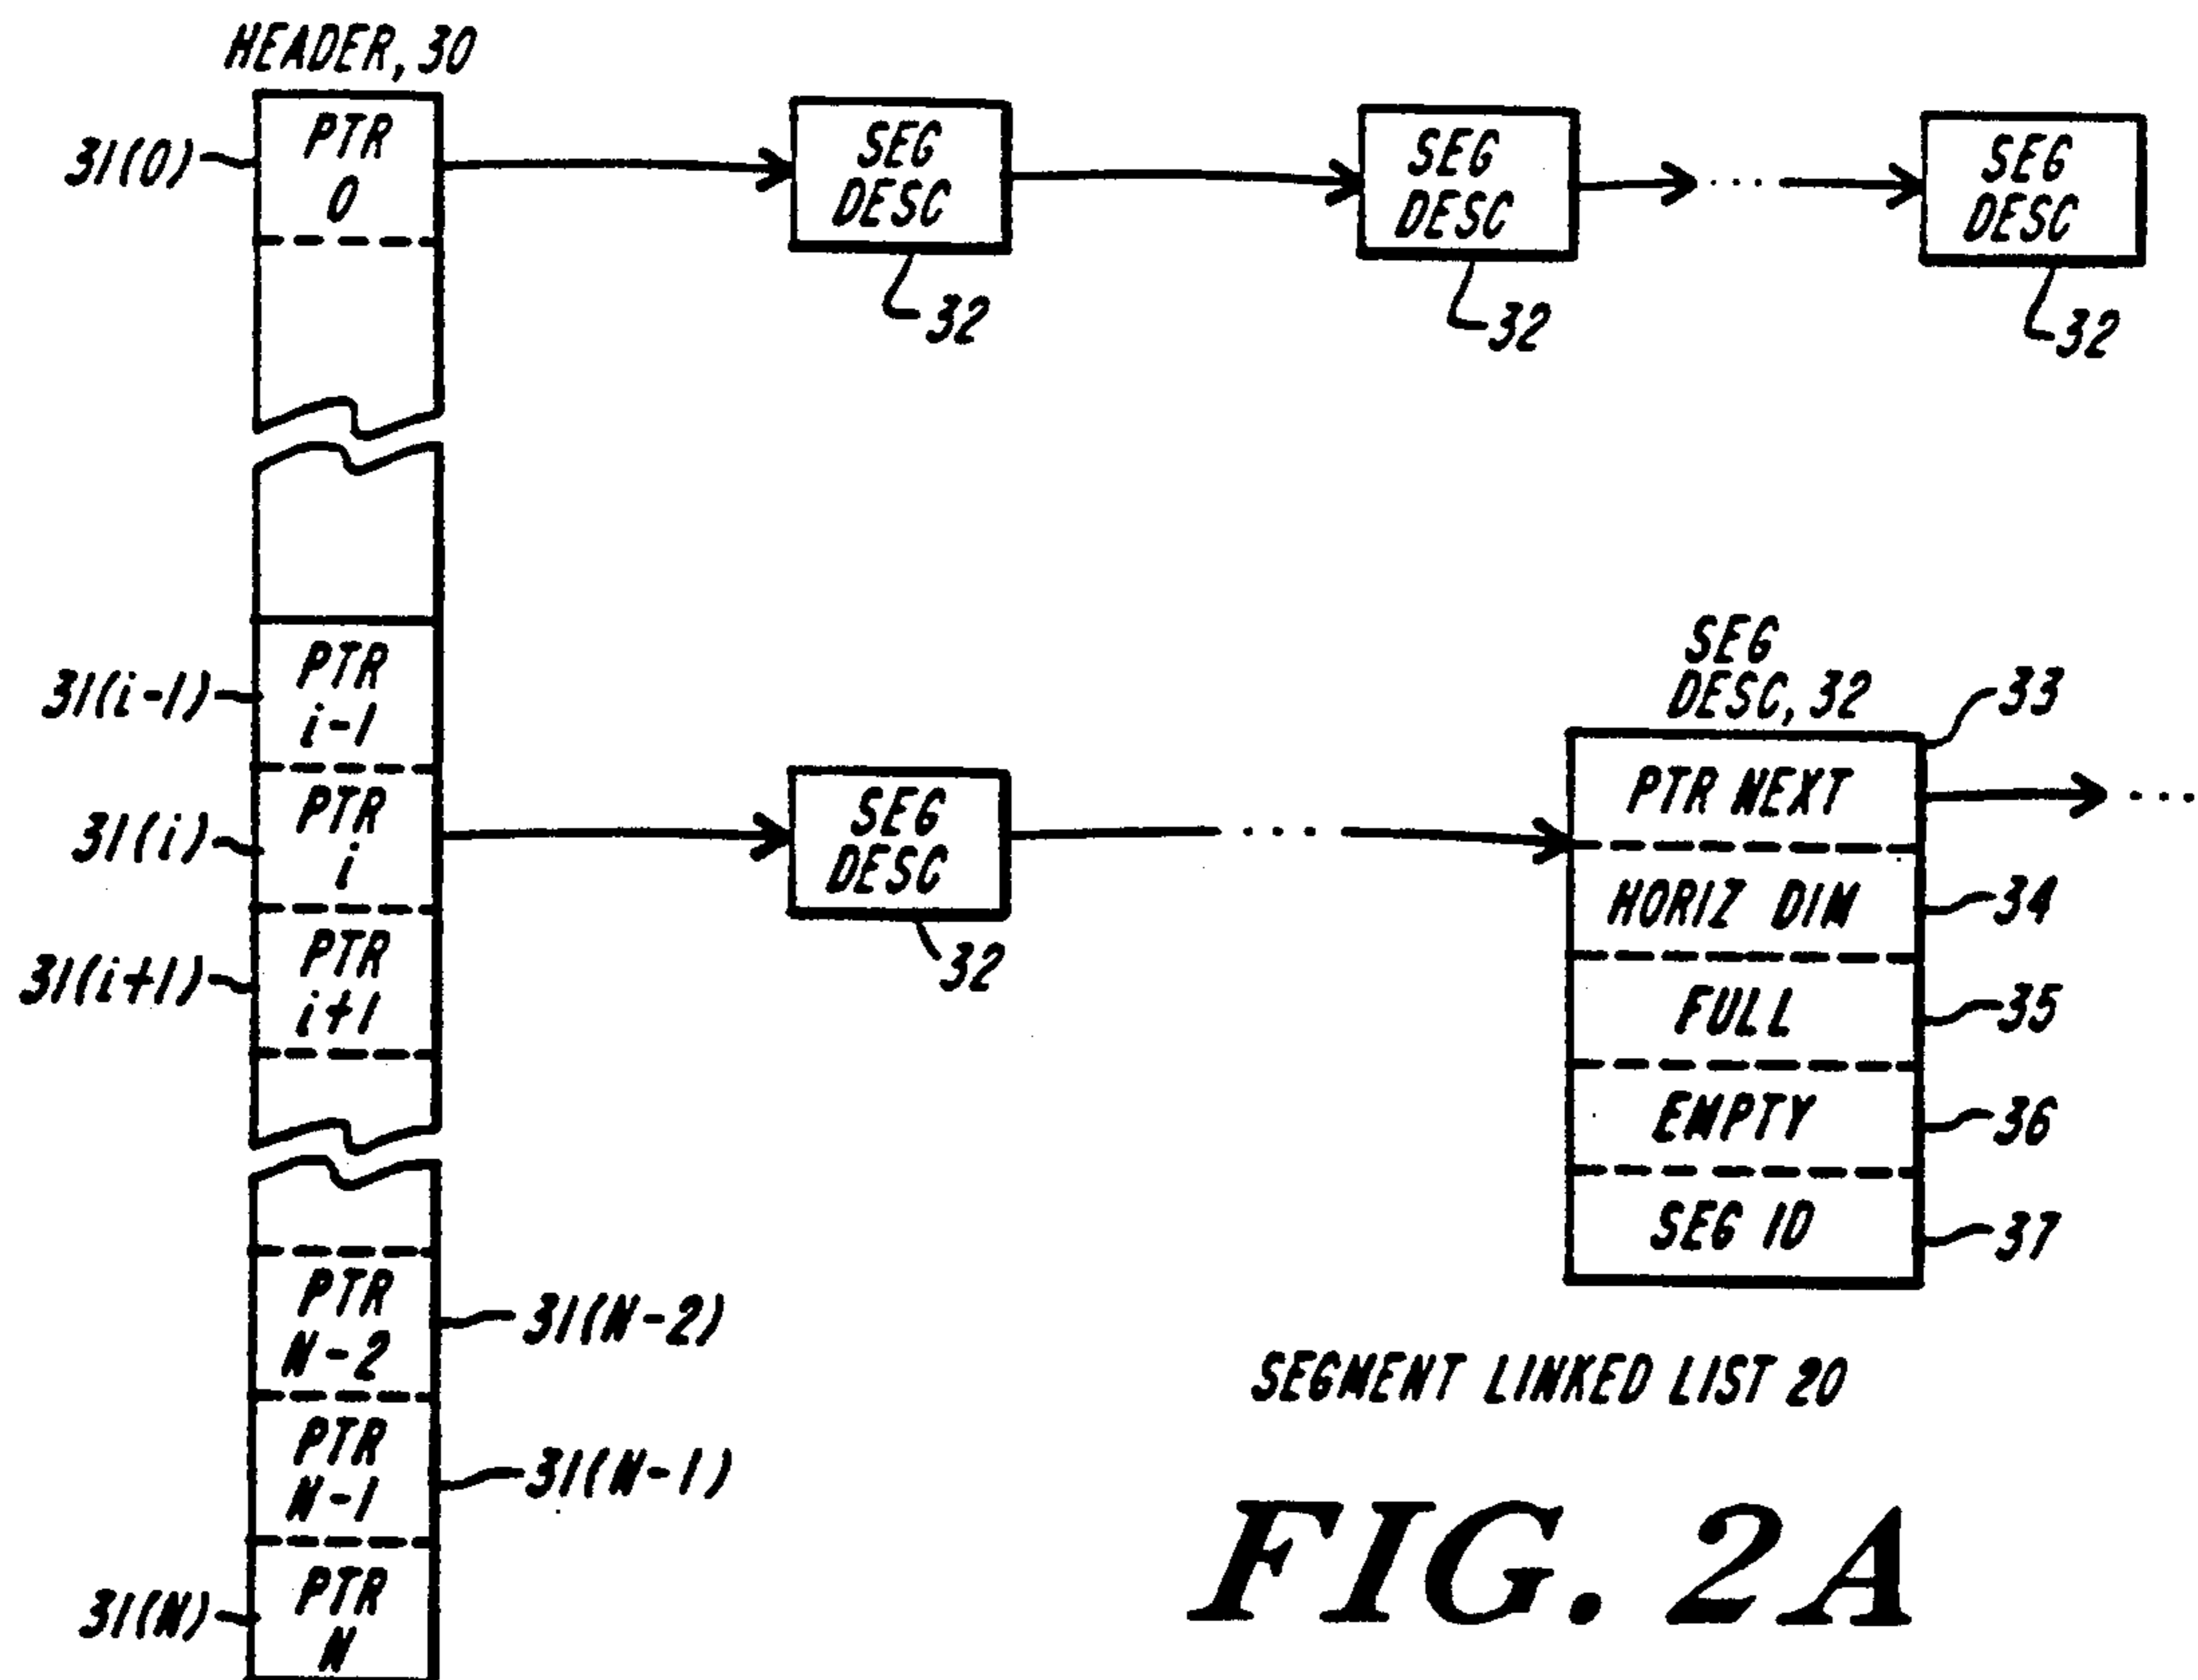 HEADER, 30
31(0)
PTR
0
SEG
DESC
32
SEG
DESC
32
...
SEG
DESC
32
31(i-1)
PTR
i-1
31(i)
PTR
i
31(i+1)
PTR
i+1
SEG
DESC
32
...
SEG
DESC, 32
33
PTR NEXT
...
HORIZ DIM
34
FULL
35
EMPTY
36
SEG ID
37
PTR
N-2
31(N-2)
PTR
N-1
31(N-1)
31(N)
PTR
N
SEGMENT LINKED LIST 20
FIG. 2A